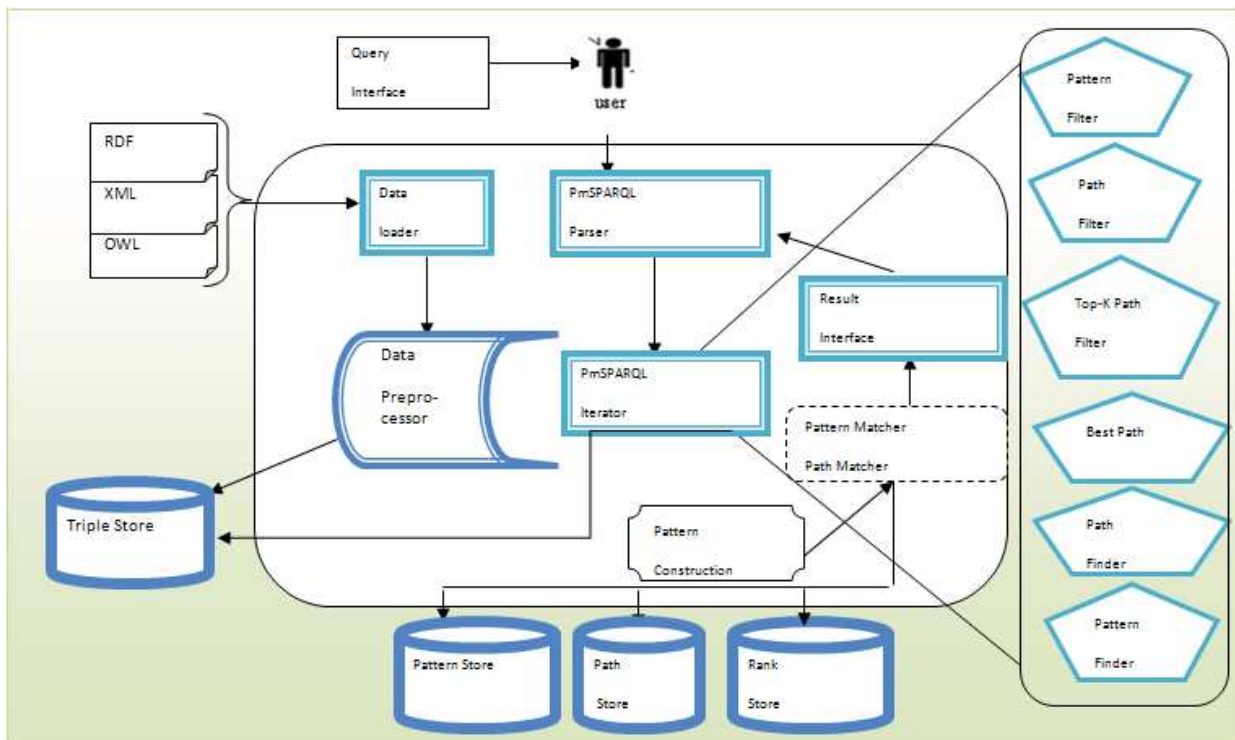 Query
Interface
user
RDF
XML
OWL
Data
loader
PmSPARQL
Parser
Result
Interface
Data
Prepro-
cessor
PmSPARQL
Iterator
Pattern Matcher
Path Matcher
Triple Store
Pattern
Construction
Pattern Store
Path
Store
Rank
Store
Pattern
Filter
Path
Filter
Top-K Path
Filter
Best Path
Path
Finder
Pattern
Finder